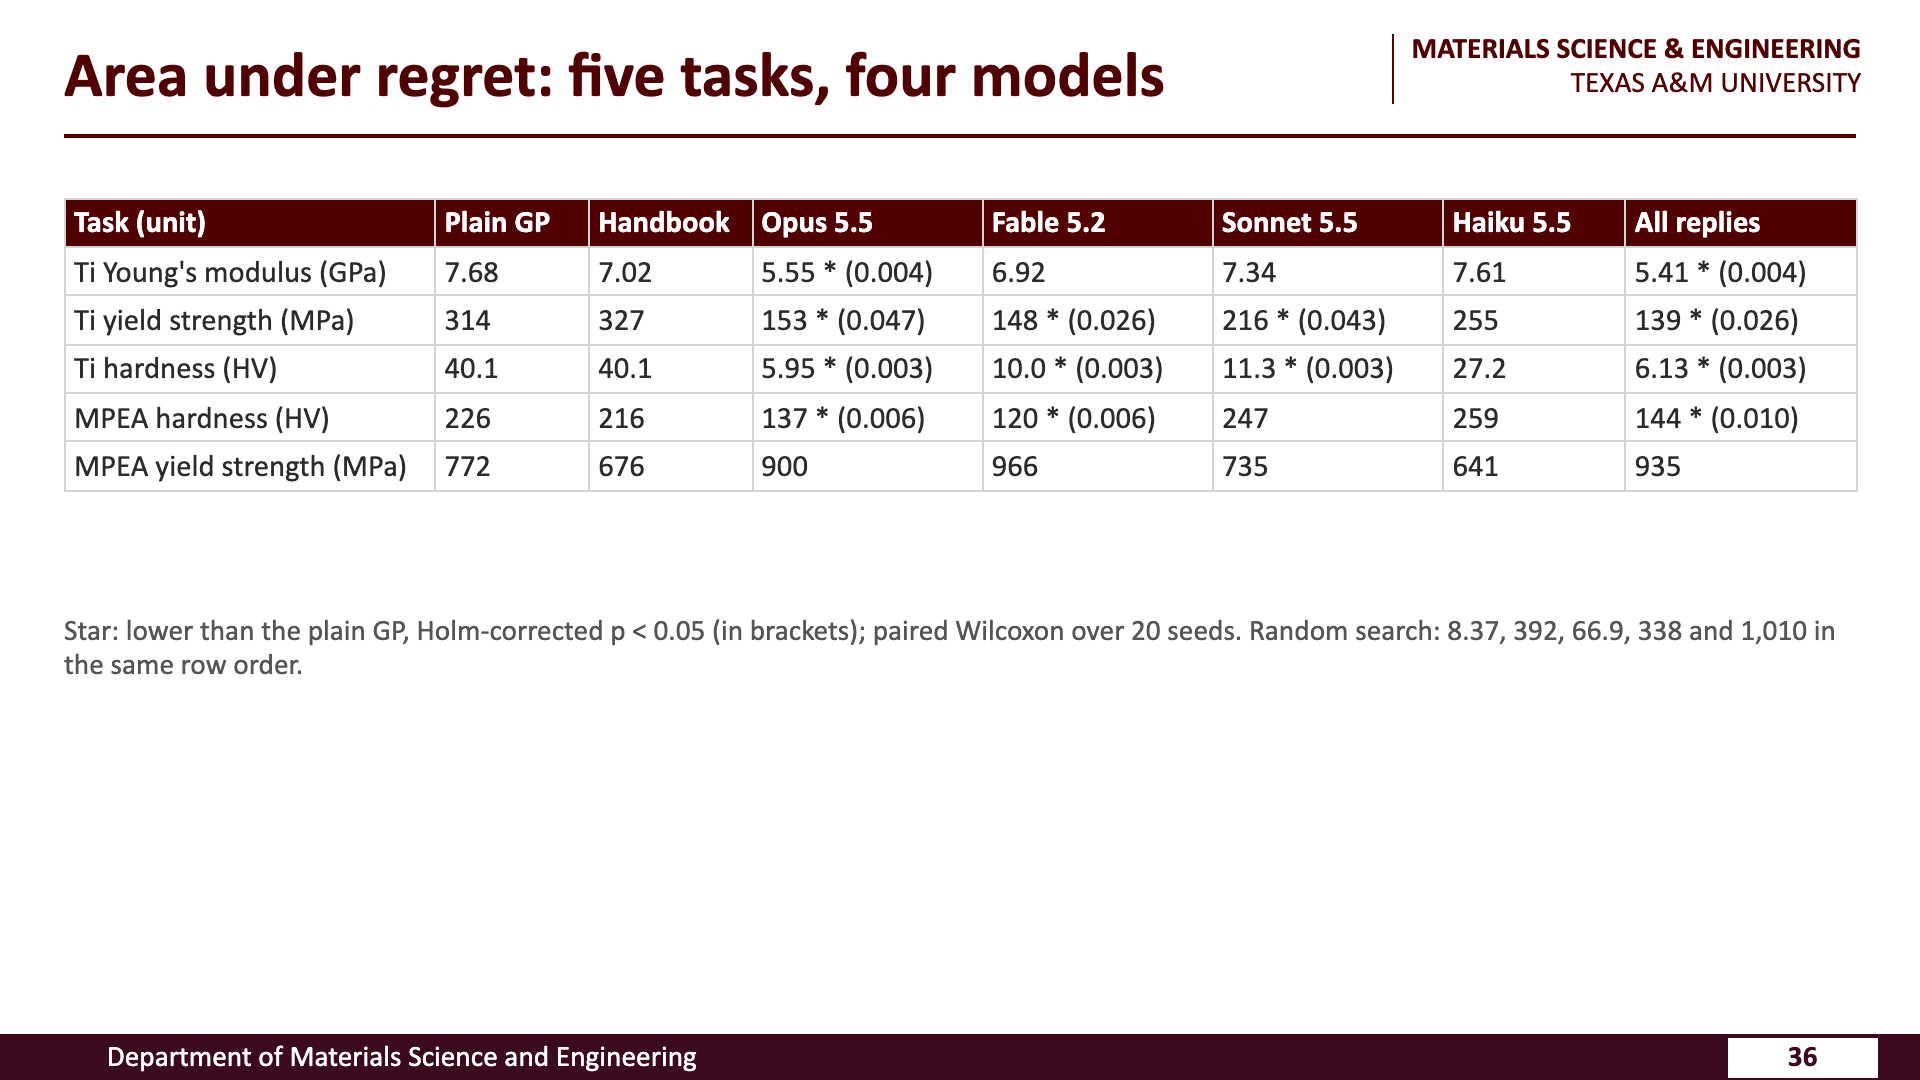 Area under regret: five tasks, four models
MATERIALS SCIENCE & ENGINEERING
TEXAS A&M UNIVERSITY
Task (unit) Plain GP Handbook Opus 5.5 Fable 5.2 Sonnet 5.5 Haiku 5.5 All replies
Ti Young's modulus (GPa) 7.68 7.02 5.55 * (0.004) 6.92 7.34 7.61 5.41 * (0.004)
Ti yield strength (MPa) 314 327 153 * (0.047) 148 * (0.026) 216 * (0.043) 255 139 * (0.026)
Ti hardness (HV) 40.1 40.1 5.95 * (0.003) 10.0 * (0.003) 11.3 * (0.003) 27.2 6.13 * (0.003)
MPEA hardness (HV) 226 216 137 * (0.006) 120 * (0.006) 247 259 144 * (0.010)
MPEA yield strength (MPa) 772 676 900 966 735 641 935
Star: lower than the plain GP, Holm-corrected p < 0.05 (in brackets); paired Wilcoxon over 20 seeds. Random search: 8.37, 392, 66.9, 338 and 1,010 in
the same row order.
Department of Materials Science and Engineering
36